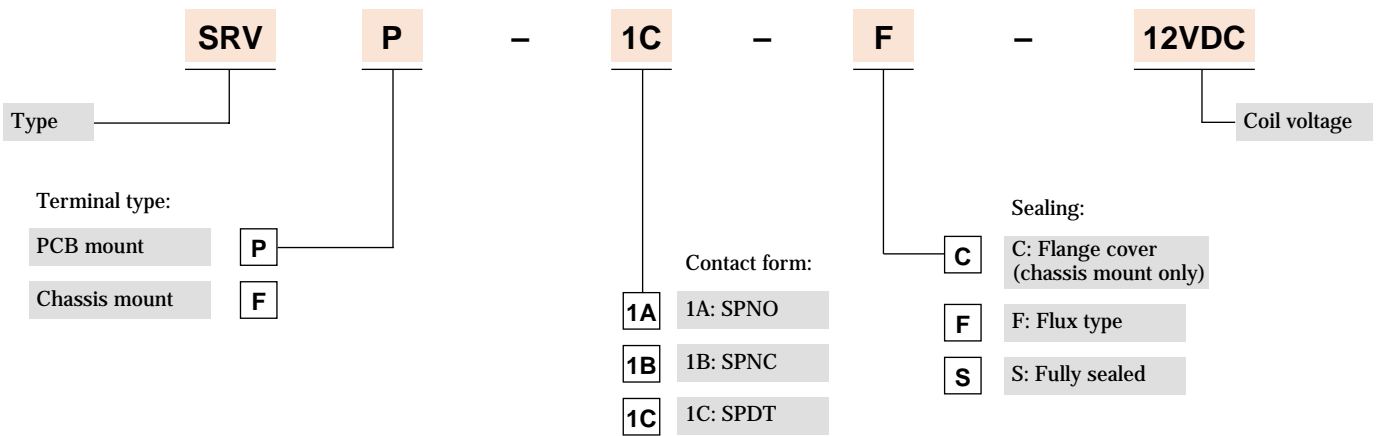 SRV P – 1C – F – 12VDC
Type
Coil voltage
Terminal type:
PCB mount P
Chassis mount F
Contact form:
1A 1A: SPNO
1B 1B: SPNC
1C 1C: SPDT
Sealing:
C C: Flange cover
(chassis mount only)
F F: Flux type
S S: Fully sealed